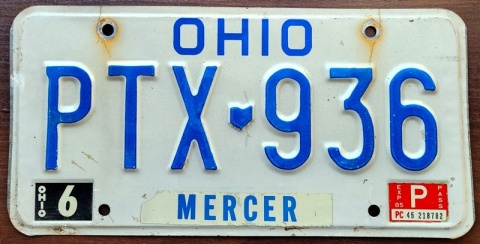 OHIO
PTX 936
OHIO 6
MERCER
EXP 85 P PASS
PC 45 218782